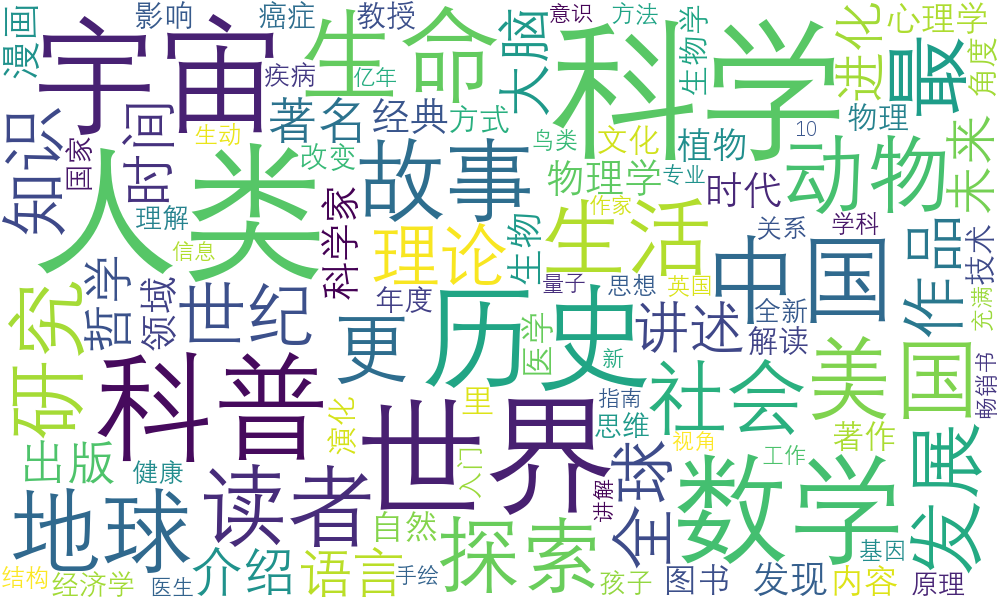 漫画
影响
癌症
教授
意识
方法
生物学
心理学
宇宙
生命
大脑
科学
进化
最
角度
疾病
亿年
知识
国家
时间
生动
著名
经典
方式
鸟类
文化
植物
物理
10
改变
故事
物理学
专业
动物
未来
人类
理解
信息
科学家
理论
生物
生活
作家
时代
关系
学科
中国
作品
技术
研究
哲学
领域
世纪
年度
更
历史
量子
思想
英国
讲述
全新
解读
充满
医学
新
科普
世界
演化
里
指南
思维
社会
美国
畅销书
著作
视角
入门
工作
出版
健康
读者
讲解
全球
数学
发展
地球
自然
探索
基因
结构
经济学
医生
介绍
语言
手绘
孩子
图书
发现
内容
原理